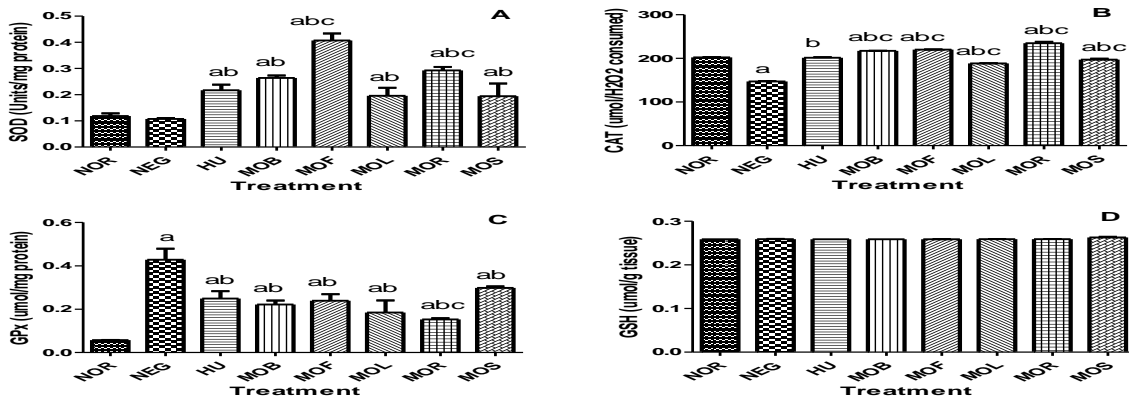 A
SOD (Units/mg protein)
0.5
0.4
0.3
0.2
0.1
0.0
ab ab abc ab abc ab
NOR NEG HU MOB MOF MOL MOR MOS
Treatment
B
CAT (umol/H2O2 consumed)
300
200
100
0
a b abc abc abc abc abc
NOR NEG HU MOB MOF MOL MOR MOS
Treatment
C
GPx (umol/mg protein)
0.6
0.4
0.2
0.0
a ab ab ab ab abc ab
NOR NEG HU MOB MOF MOL MOR MOS
Treatment
D
GSH (umol/g tissue)
0.3
0.2
0.1
0.0
NOR NEG HU MOB MOF MOL MOR MOS
Treatment